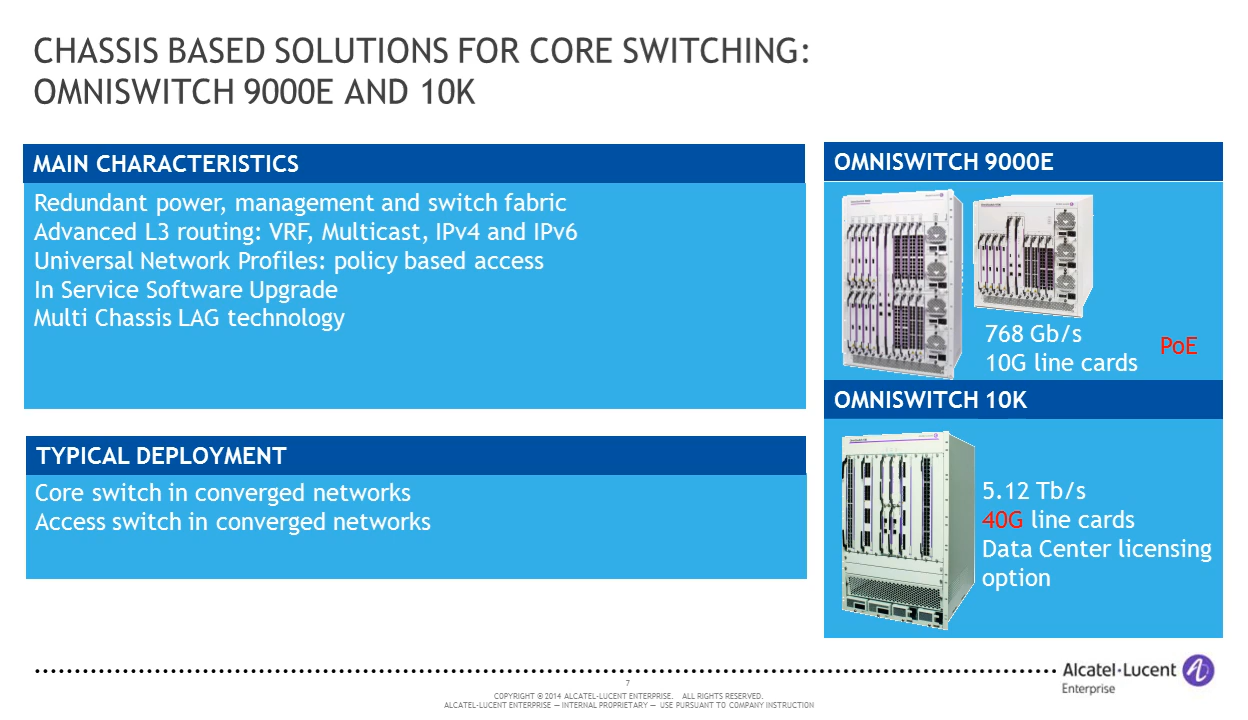 CHASSIS BASED SOLUTIONS FOR CORE SWITCHING:
OMNISWITCH 9000E AND 10K
MAIN CHARACTERISTICS
Redundant power, management and switch fabric
Advanced L3 routing: VRF, Multicast, IPv4 and IPv6
Universal Network Profiles: policy based access
In Service Software Upgrade
Multi Chassis LAG technology
TYPICAL DEPLOYMENT
Core switch in converged networks
Access switch in converged networks
OMNISWITCH 9000E
768 Gb/s
10G line cards
PoE
OMNISWITCH 10K
5.12 Tb/s
40G line cards
Data Center licensing
option
Alcatel·Lucent
Enterprise
7
COPYRIGHT © 2014 ALCATEL-LUCENT ENTERPRISE. ALL RIGHTS RESERVED.
ALCATEL-LUCENT ENTERPRISE — INTERNAL PROPRIETARY — USE PURSUANT TO COMPANY INSTRUCTION